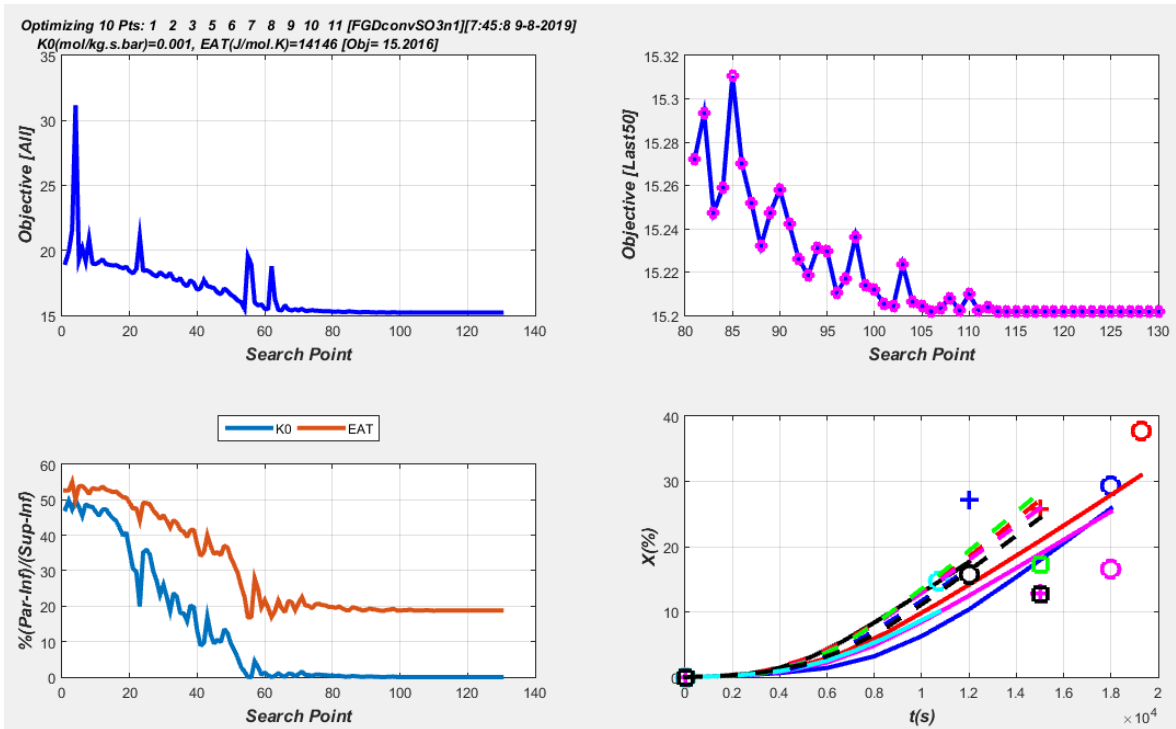 Optimizing 10 Pts: 1 2 3 5 6 7 8 9 10 11 [FGDconvSO3n1][7:45:8 9-8-2019]
K0(mol/kg.s.bar)=0.001, EAT(J/mol.K)=14146 [Obj= 15.2016]
35
30
25
20
15
Objective [All]
0 20 40 60 80 100 120 140
Search Point
15.32
15.3
15.28
15.26
15.24
15.22
15.2
Objective [Last50]
80 85 90 95 100 105 110 115 120 125 130
Search Point
K0 EAT
60
50
40
30
20
10
0
%(Par-Inf)/(Sup-Inf)
0 20 40 60 80 100 120 140
Search Point
40
30
20
10
0
X(%)
0 0.2 0.4 0.6 0.8 1 1.2 1.4 1.6 1.8 2
t(s)
× 10^4